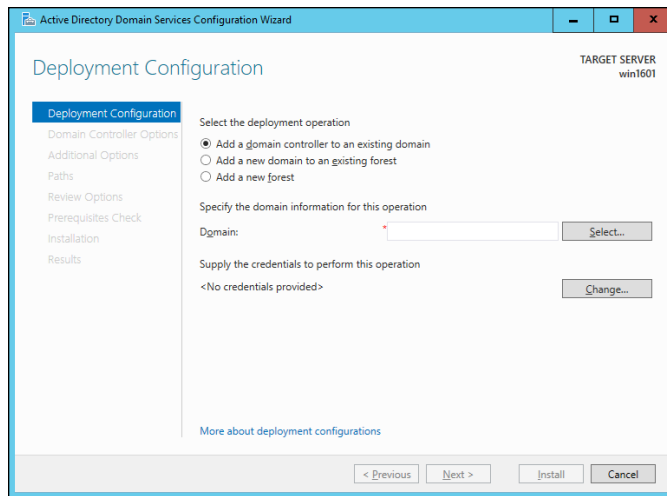 Active Directory Domain Services Configuration Wizard
Deployment Configuration
TARGET SERVER
win1601
Deployment Configuration
Domain Controller Options
Additional Options
Paths
Review Options
Prerequisites Check
Installation
Results
Select the deployment operation
Add a domain controller to an existing domain
Add a new domain to an existing forest
Add a new forest
Specify the domain information for this operation
Domain: *
Select...
Supply the credentials to perform this operation
<No credentials provided>
Change...
More about deployment configurations
< Previous Next > Install Cancel